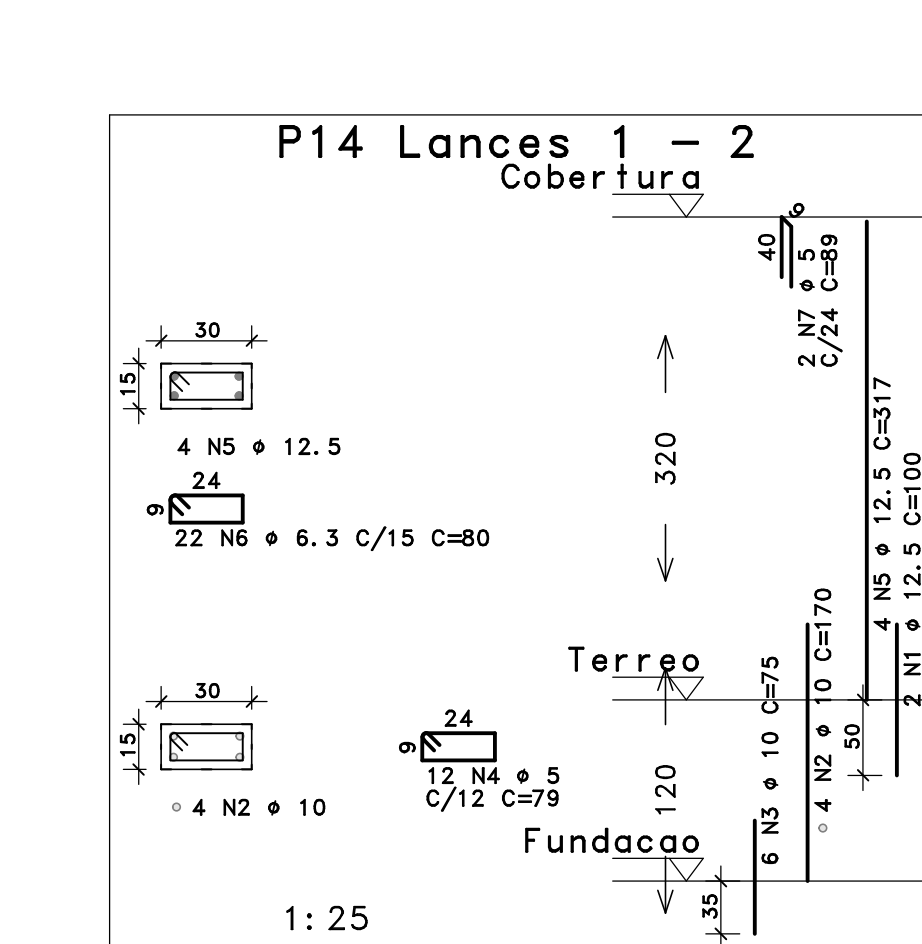 P14 Lances 1 - 2
Cobertura
9
40
2 N7 φ 5
C/24 C=89
30
15
4 N5 φ 12.5
24
9
22 N6 φ 6.3 C/15 C=80
320
4 N5 φ 12.5 C=317
2 N1 φ 12.5 C=100
Terreo
30
15
4 N2 φ 10
24
9
12 N4 φ 5
C/12 C=79
120
6 N3 φ 10 C=75
4 N2 φ 10 C=170
50
Fundacao
35
1:25